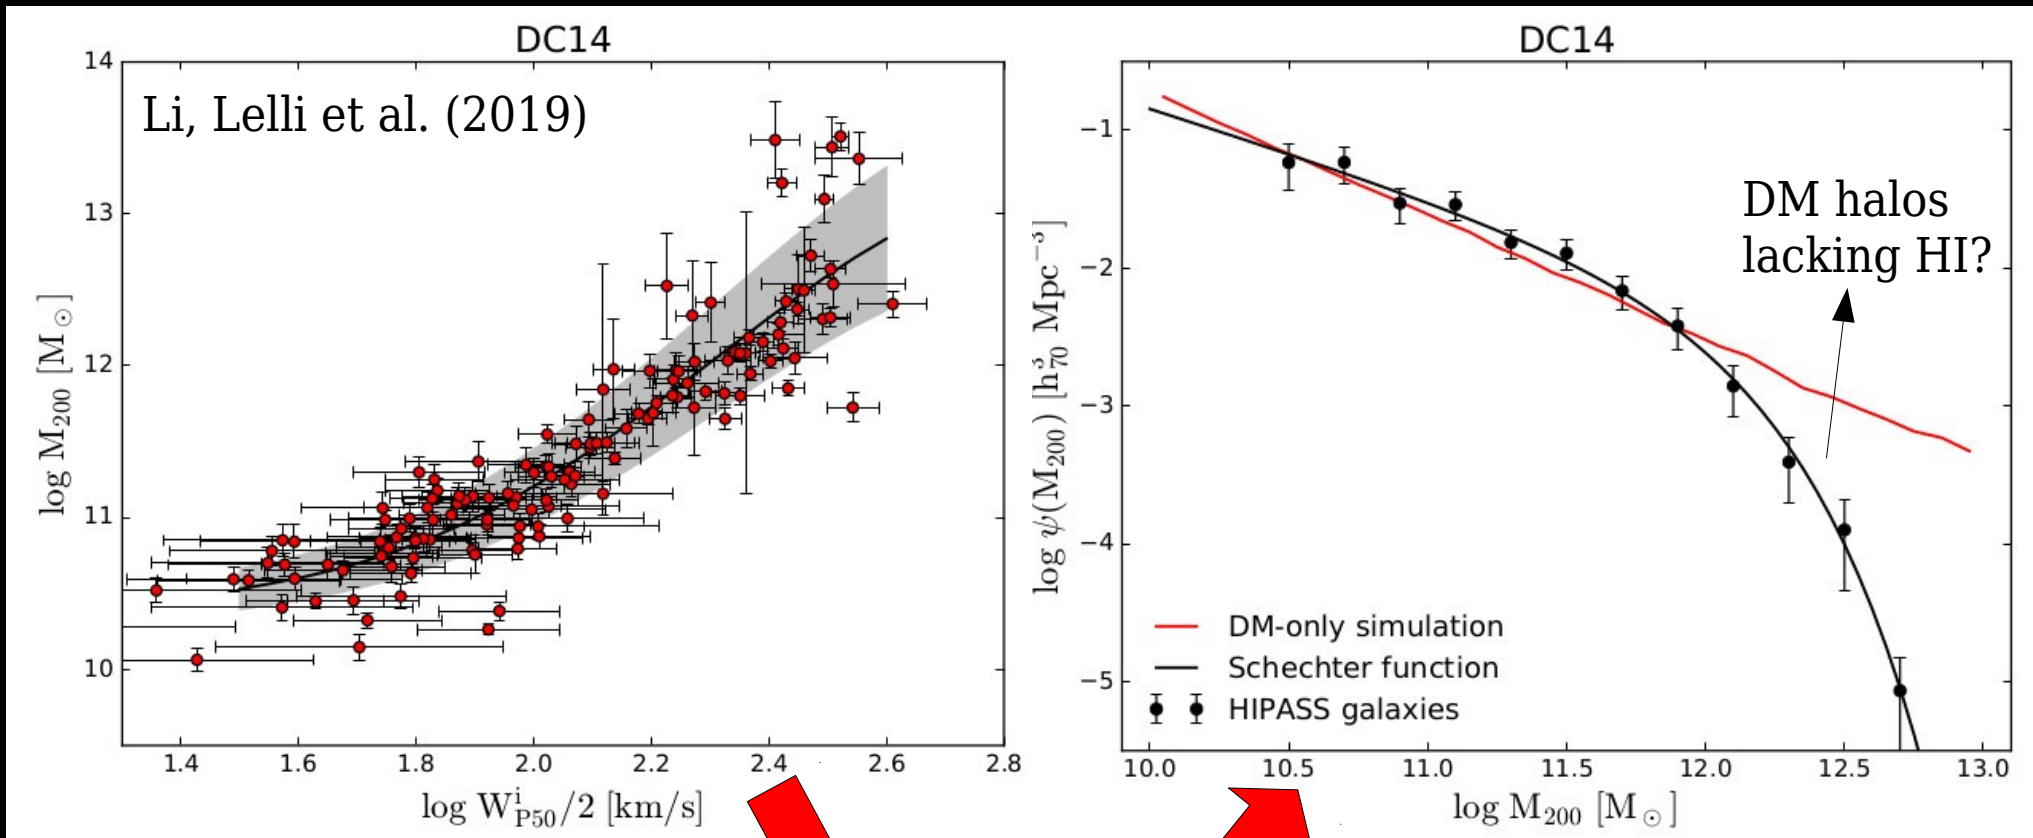 DC14
Li, Lelli et al. (2019)
14
13
12
11
10
log M₂₀₀ [M☉]
1.4 1.6 1.8 2.0 2.2 2.4 2.6 2.8
log Wⁱ_P50/2 [km/s]
DC14
DM halos
lacking HI?
−1
−2
−3
−4
−5
log ψ(M₂₀₀) [h³₇₀ Mpc⁻³]
DM-only simulation
Schechter function
HIPASS galaxies
10.0 10.5 11.0 11.5 12.0 12.5 13.0
log M₂₀₀ [M☉]